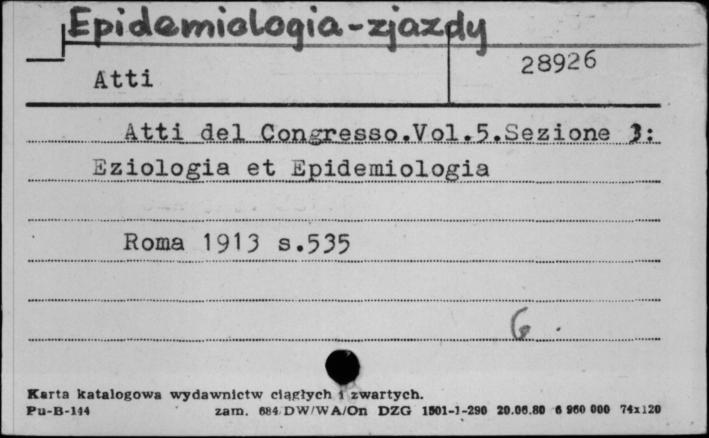 Epidemiologia-zjazdy
28926
Atti
Atti del Congresso.Vol.5.Sezione 3:
Eziologia et Epidemiologia
Roma 1913 s.535
6
Karta katalogowa wydawnictw ciągłych i zwartych.
Pu-B-144 zam. 684/DW/WA/On DZG 1501-1-290 20.06.80 6 960 000 74x120